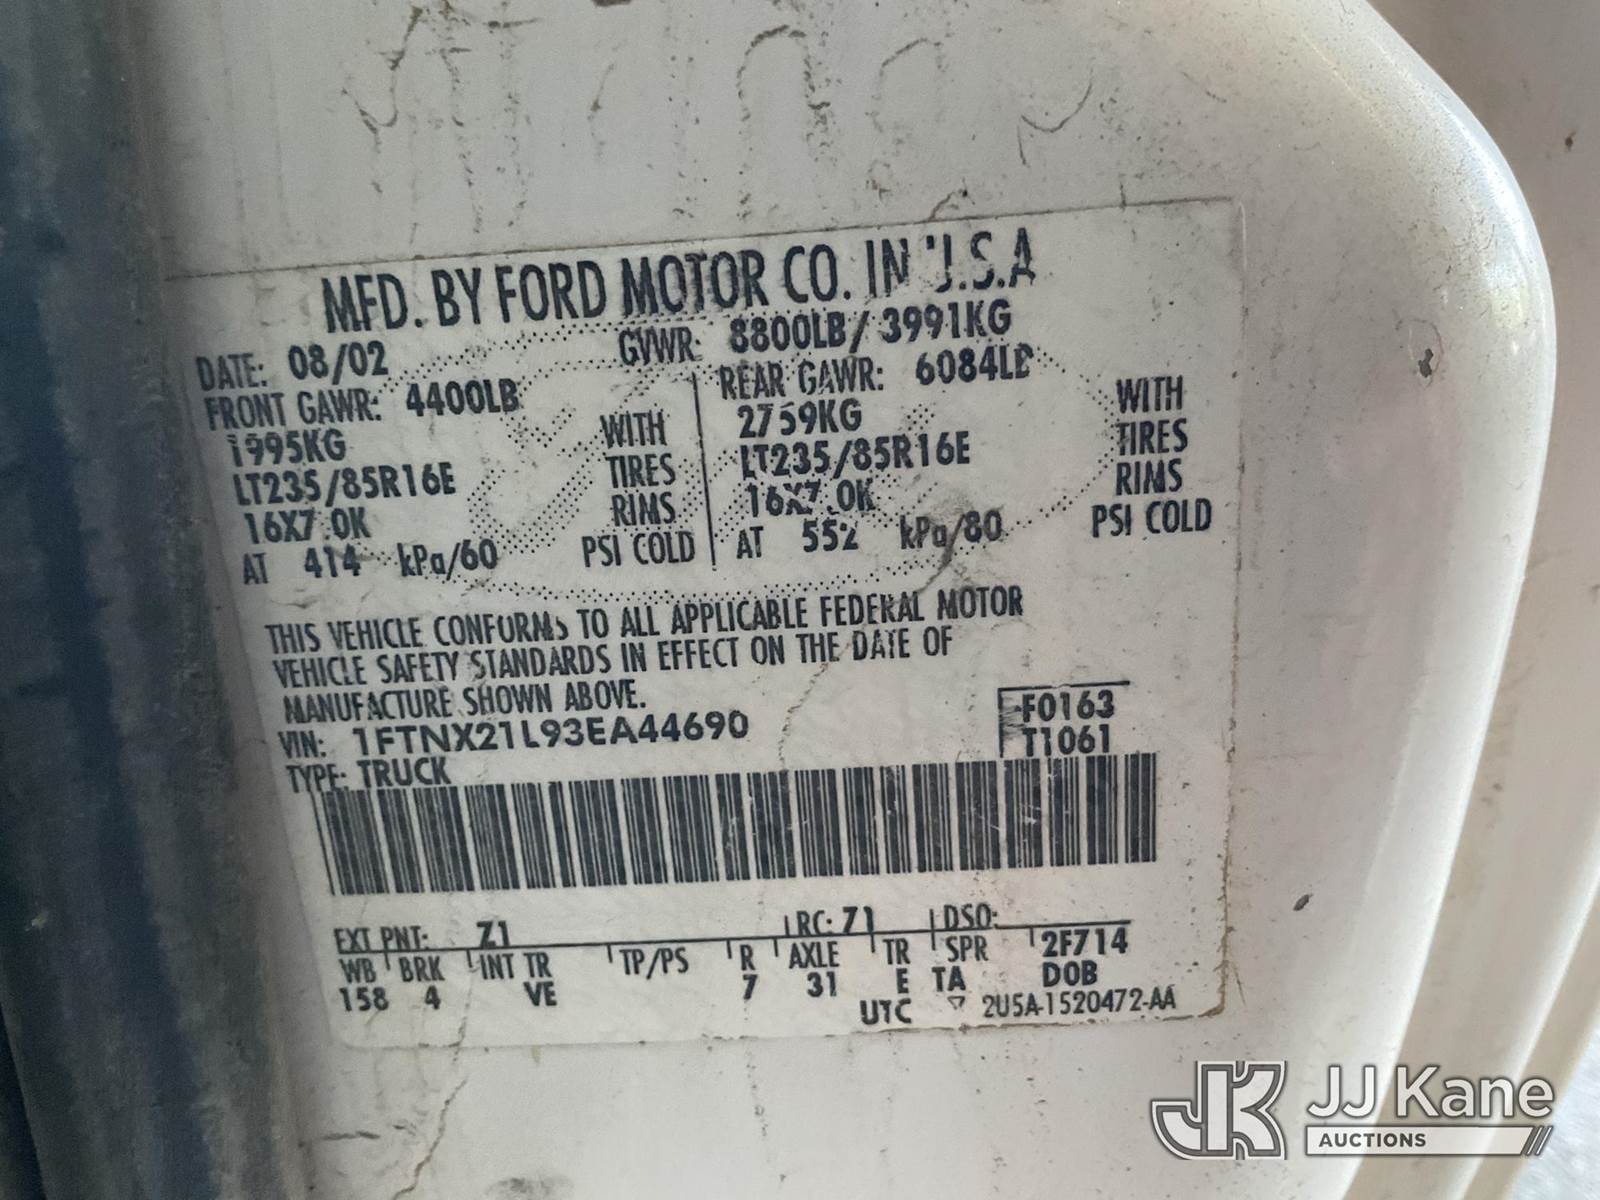 MFD. BY FORD MOTOR CO. IN U.S.A
DATE: 08/02 GVWR: 8800LB/ 3991KG
FRONT GAWR: 4400LB REAR GAWR: 6084LB
1995KG WITH 2759KG WITH
LT235/85R16E TIRES LT235/85R16E TIRES
16X7.0K RIMS 16X7.0K RIMS
AT 414 kPa/60 PSI COLD AT 552 kPa/80 PSI COLD
THIS VEHICLE CONFORMS TO ALL APPLICABLE FEDERAL MOTOR
VEHICLE SAFETY STANDARDS IN EFFECT ON THE DATE OF
MANUFACTURE SHOWN ABOVE.
VIN: 1FTNX21L93EA44690 F0163
TYPE: TRUCK T1061
EXT PNT: Z1 RC: 71 DSO:
WB BRK INT TR TP/PS R AXLE TR SPR 2F714
158 4 VE 7 31 E TA DOB
UTC ▽ 2U5A-1520472-AA
JK JJ Kane
AUCTIONS